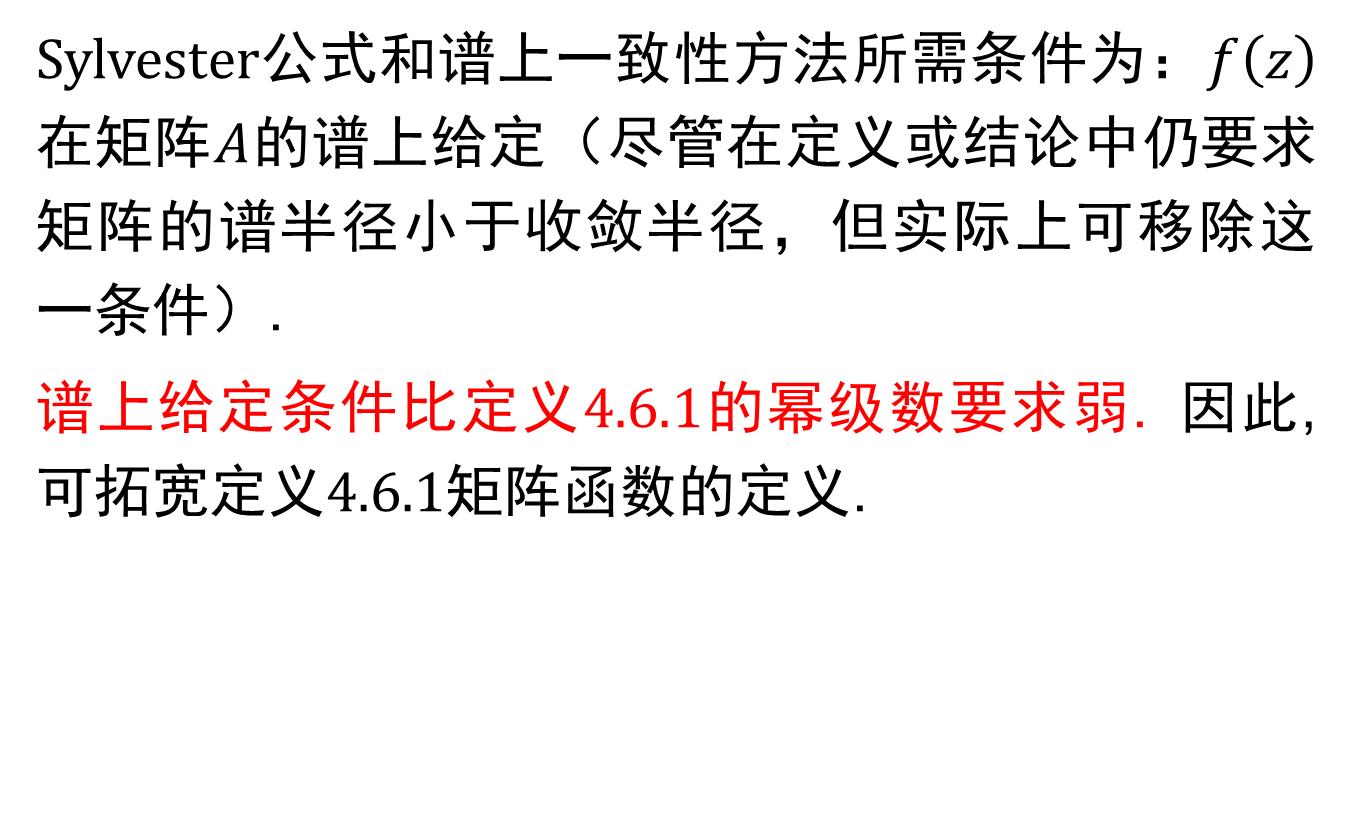 Sylvester公式和谱上一致性方法所需条件为：f(z)
在矩阵A的谱上给定（尽管在定义或结论中仍要求
矩阵的谱半径小于收敛半径，但实际上可移除这
一条件）.
谱上给定条件比定义4.6.1的幂级数要求弱. 因此,
可拓宽定义4.6.1矩阵函数的定义.